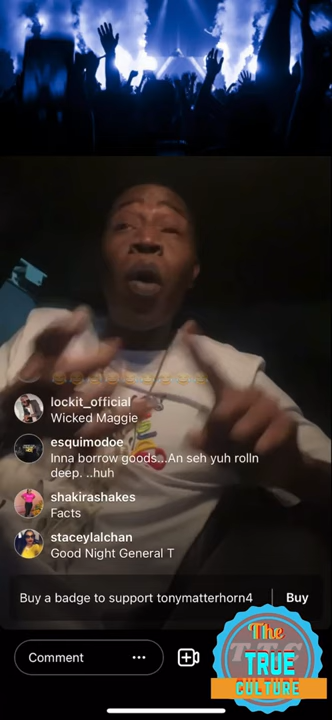 lockit_official
Wicked Maggie
esquimodoe
Inna borrow goods...An seh yuh rolln
deep. ..huh
shakirashakes
Facts
staceylalchan
Good Night General T
Buy a badge to support tonymatterhorn4
Buy
Comment
The
TRUE
CULTURE